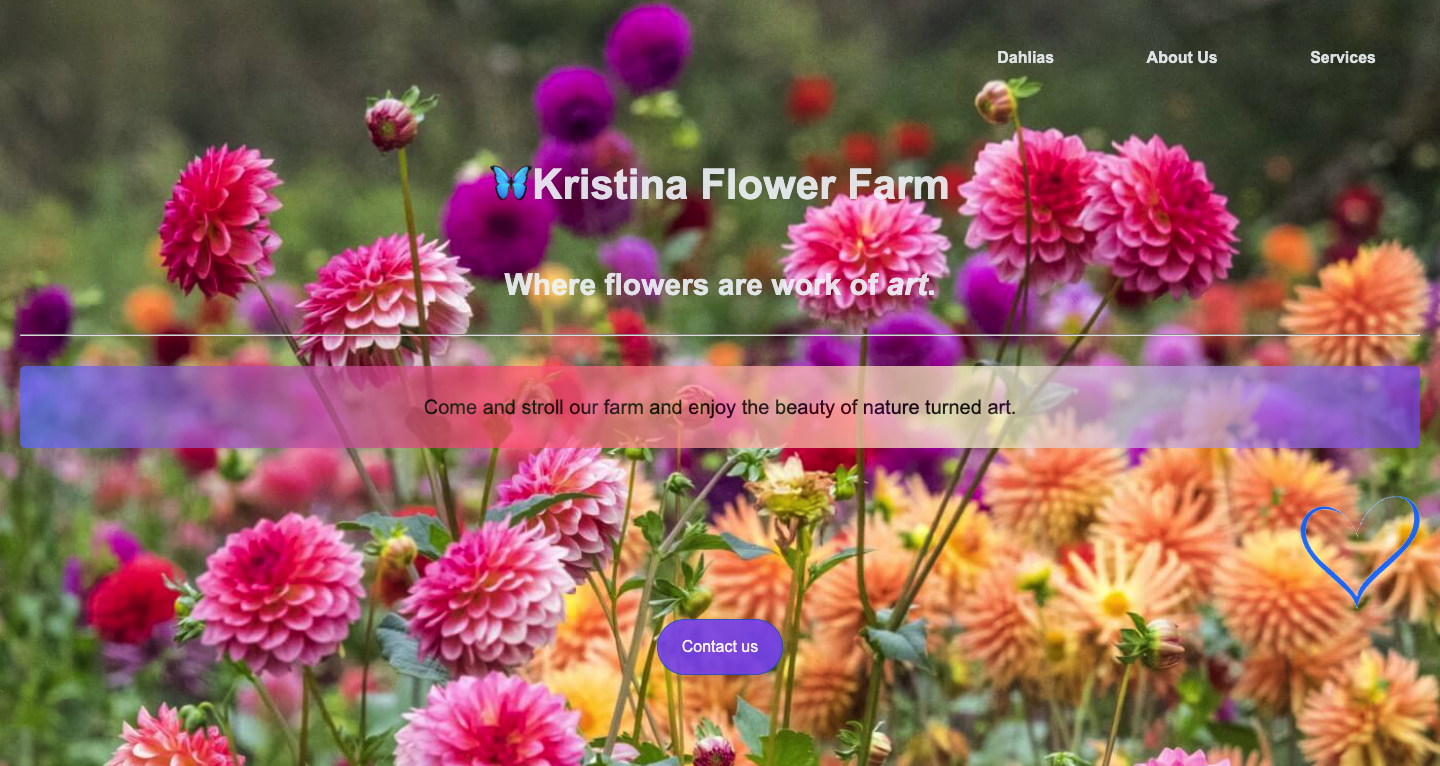 Dahlias About Us Services
🦋Kristina Flower Farm
Where flowers are work of art.
Come and stroll our farm and enjoy the beauty of nature turned art.
Contact us